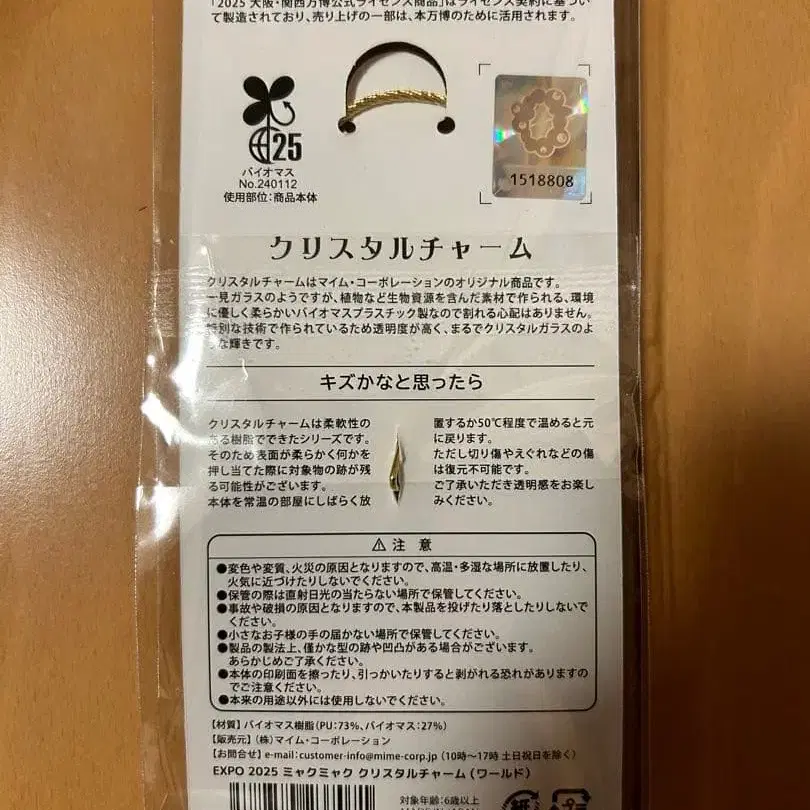 「2025 大阪・関西万博公式ライセンス商品」はライセンス契約に基づい
て製造されており、売り上げの一部は、本万博のために活用されます。
25
バイオマス
No.240112
使用部位:商品本体
1518808
クリスタルチャーム
クリスタルチャームはマイム・コーポレーションのオリジナル商品です。
一見ガラスのようですが、植物など生物資源を含んだ素材で作られる、環境
に優しく柔らかいバイオマスプラスチック製なので割れる心配はありません。
特別な技術で作られているため透明度が高く、まるでクリスタルガラスのよ
うな輝きです。
キズかなと思ったら
クリスタルチャームは柔軟性の
ある樹脂でできたシリーズです。
そのため表面が柔らかく何かを
押し当てた際に対象物の跡が残
る可能性がございます。
本体を常温の部屋にしばらく放
置するか50℃程度で温めると元
に戻ります。
ただし切り傷やえぐれなどの傷
は復元不可能です。
ご了承いただき透明感をお楽し
みください。
⚠ 注 意
●変色や変質、火災の原因となりますので、高温・多湿な場所に放置したり、
火気に近づけたりしないでください。
●保管の際は直射日光の当たらない場所で保管してください。
●事故や破損の原因となりますので、本製品を投げたり落としたりしないで
ください。
●小さなお子様の手の届かない場所で保管してください。
●製品の製法上、僅かな型の跡や凹凸がある場合がございます。
あらかじめご了承ください。
●本体の印刷面を擦ったり、引っかいたりすると剥がれる恐れがありますの
でご注意ください。
●本来の用途以外には使用しないでください。
【材質】バイオマス樹脂(PU:73%、バイオマス:27%)
【販売元】(株)マイム・コーポレーション
【お問合せ】e-mail:customer-info@mime-corp.jp (10時〜17時 土日祝日を除く)
EXPO 2025 ミャクミャク クリスタルチャーム(ワールド)
対象年齢:6歳以上
紙